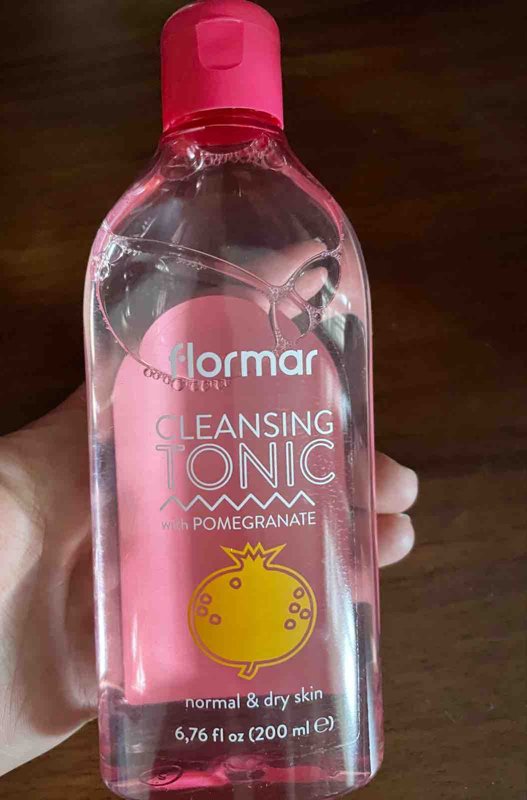 flormar
CLEANSING
TONIC
with POMEGRANATE
normal & dry skin
6,76 fl oz (200 ml ℮)